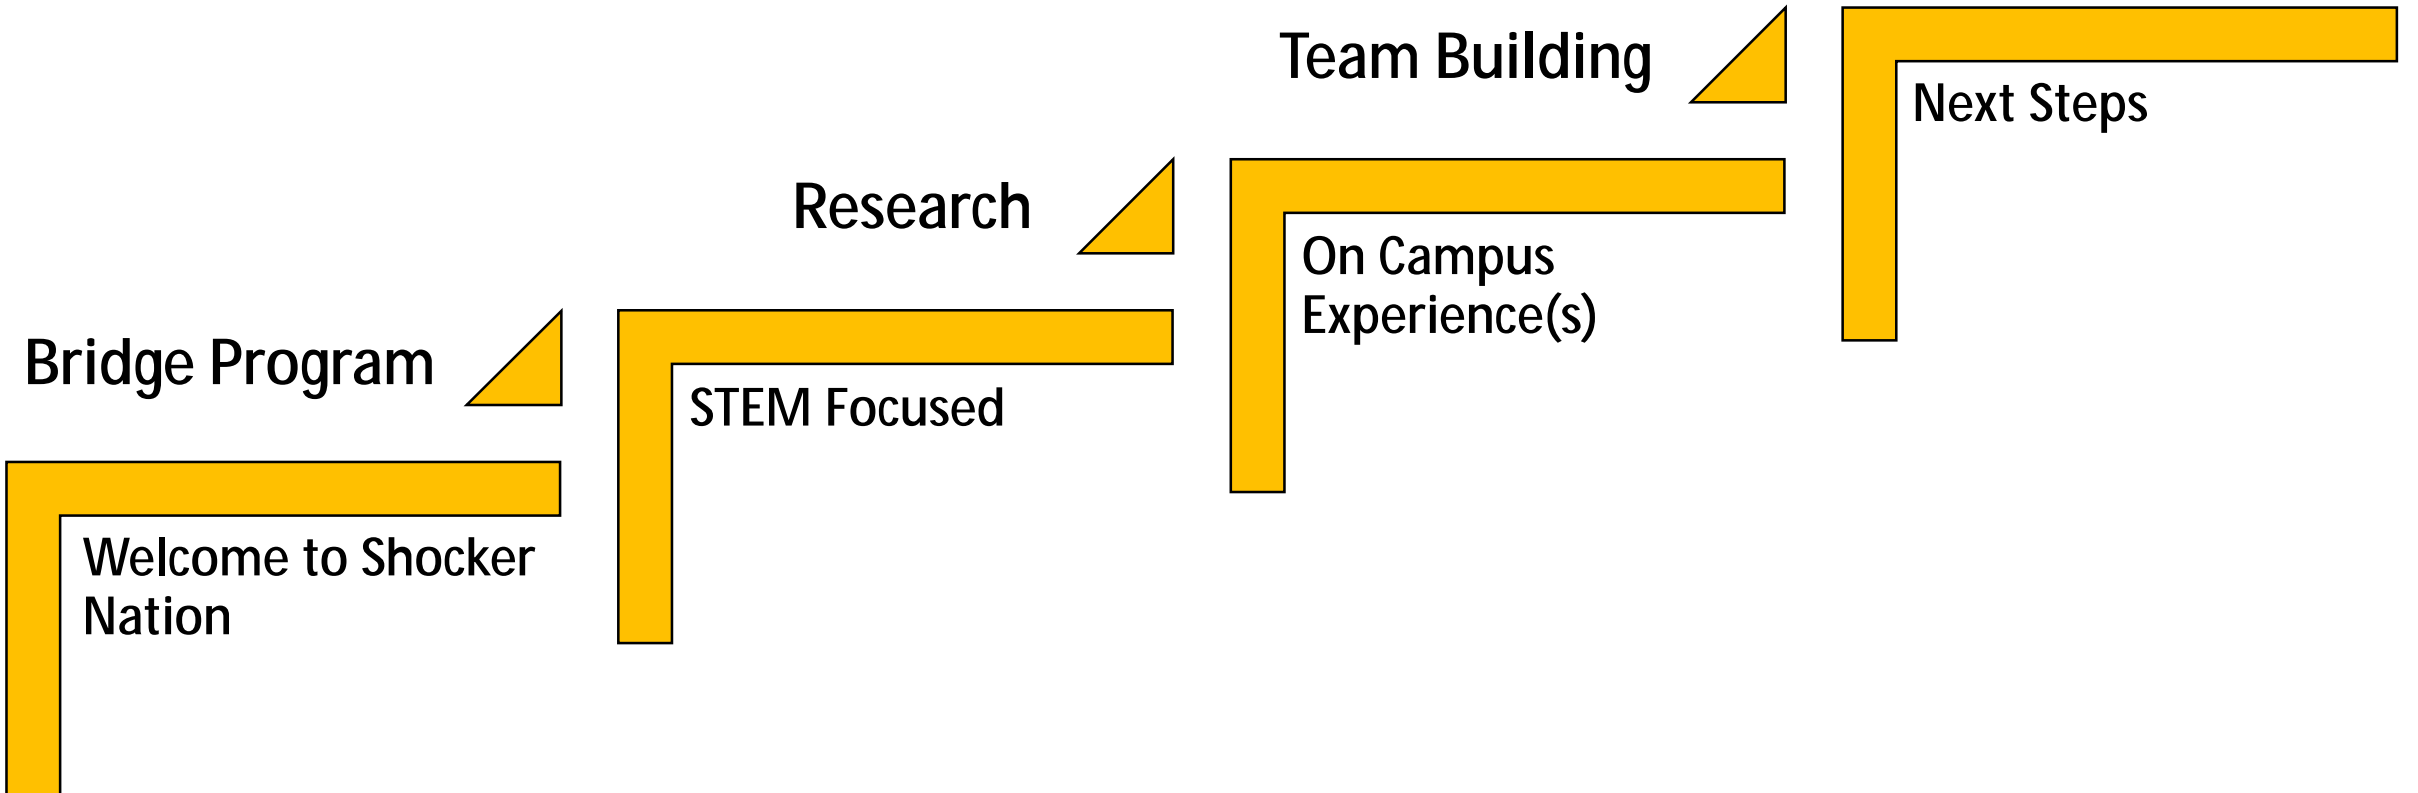 Bridge Program
Welcome to Shocker
Nation
Research
STEM Focused
Team Building
On Campus
Experience(s)
Next Steps